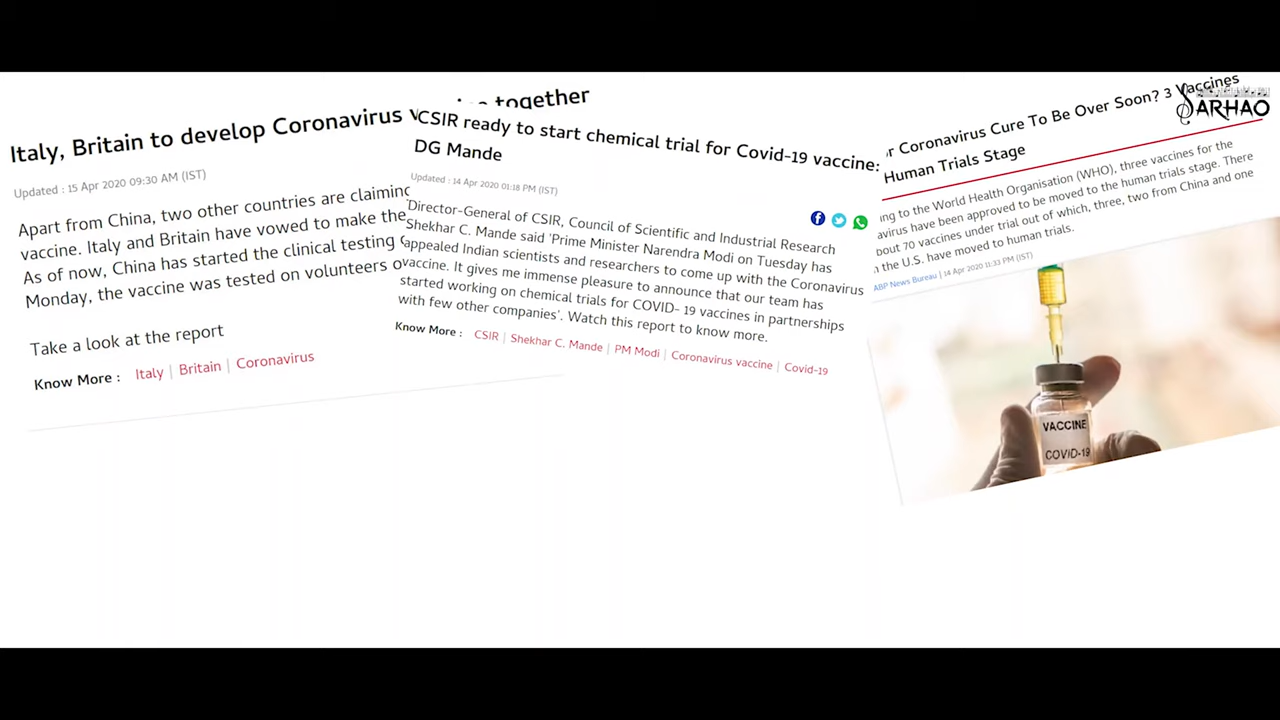 Italy, Britain to develop Coronavirus
together
Updated : 15 Apr 2020 09:30 AM (IST)
Apart from China, two other countries are claiming
vaccine. Italy and Britain have vowed to make the
As of now, China has started the clinical testing
Monday, the vaccine was tested on volunteers
Take a look at the report
Know More : Italy | Britain | Coronavirus
CSIR ready to start chemical trial for Covid-19 vaccine:
DG Mande
Updated : 14 Apr 2020 01:18 PM (IST)
Director-General of CSIR, Council of Scientific and Industrial Research
Shekhar C. Mande said 'Prime Minister Narendra Modi on Tuesday has
appealed Indian scientists and researchers to come up with the Coronavirus
vaccine. It gives me immense pleasure to announce that our team has
started working on chemical trials for COVID- 19 vaccines in partnerships
with few other companies'. Watch this report to know more.
Know More : CSIR | Shekhar C. Mande | PM Modi | Coronavirus vaccine | Covid-19
Coronavirus Cure To Be Over Soon? 3 Vaccines
Human Trials Stage
to the World Health Organisation (WHO), three vaccines for the
have been approved to be moved to the human trials stage. There
70 vaccines under trial out of which, three, two from China and one
the U.S. have moved to human trials.
ABP News Bureau | 14 Apr 2020 11:33 PM (IST)
VACCINE
COVID-19
SARHAO